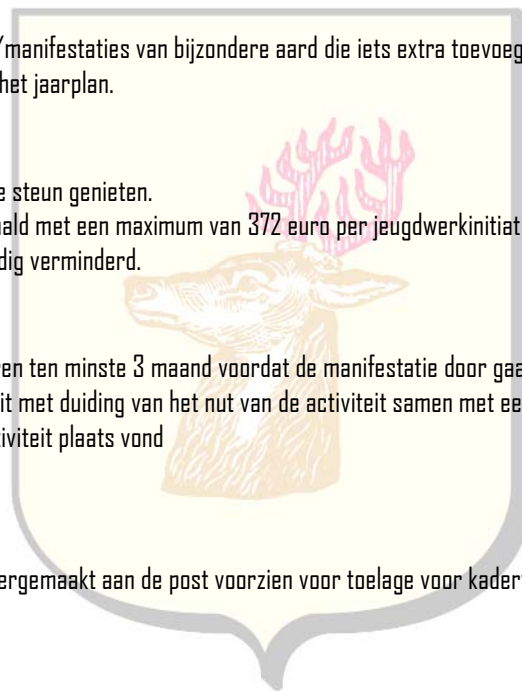 /manifestaties van bijzondere aard die iets extra toevoeg
het jaarplan.
e steun genieten.
ald met een maximum van 372 euro per jeugdwerkinitiat
dig verminderd.
ren ten minste 3 maand voordat de manifestatie door gaa
it met duiding van het nut van de activiteit samen met ee
tiviteit plaats vond
ergemaakt aan de post voorzien voor toelage voor kader